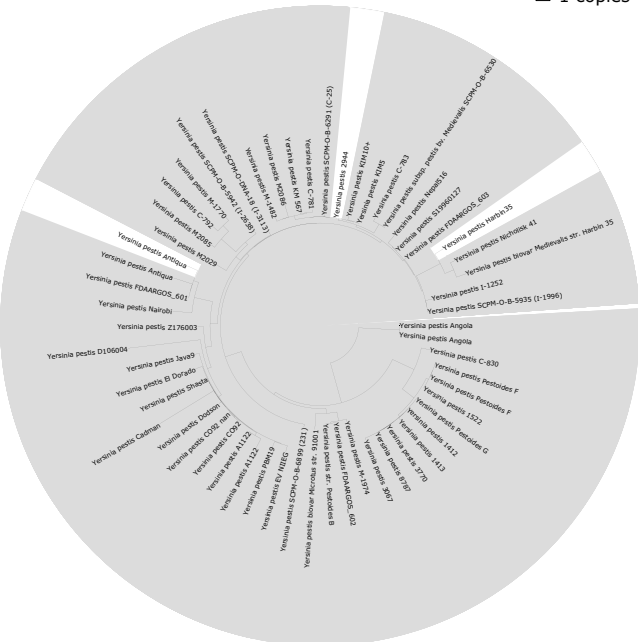 1 copies
Yersinia pestis SCPM-O-B-6291 (C-25)
Yersinia pestis 2944
Yersinia pestis KIM10+
Yersinia pestis KIM5
Yersinia pestis C-783
Yersinia pestis subsp. pestis bv. Medievalis SCPM-O-B-6530
Yersinia pestis Nepal516
Yersinia pestis S19960127
Yersinia pestis FDAARGOS_603
Yersinia pestis Harbin 35
Yersinia pestis Nicholisk 41
Yersinia pestis biovar Medievalis str. Harbin 35
Yersinia pestis I-1252
Yersinia pestis SCPM-O-B-5935 (I-1996)
Yersinia pestis Angola
Yersinia pestis Angola
Yersinia pestis C-830
Yersinia pestis Pestoides F
Yersinia pestis Pestoides F
Yersinia pestis 1522
Yersinia pestis Pestoides G
Yersinia pestis 1412
Yersinia pestis 1413
Yersinia pestis 3770
Yersinia pestis 8787
Yersinia pestis 3067
Yersinia pestis M-1974
Yersinia pestis FDAARGOS_602
Yersinia pestis str. Pestoides B
Yersinia pestis biovar Microtus str. 91001
Yersinia pestis SCPM-O-B-6899 (231)
Yersinia pestis EV NIIEG
Yersinia pestis PBM19
Yersinia pestis A1122
Yersinia pestis A1122
Yersinia pestis CO92
Yersinia pestis CO92 nan
Yersinia pestis Dodson
Yersinia pestis Cadman
Yersinia pestis Shasta
Yersinia pestis El Dorado
Yersinia pestis Java9
Yersinia pestis D106004
Yersinia pestis Z176003
Yersinia pestis Nairobi
Yersinia pestis FDAARGOS_601
Yersinia pestis Antiqua
Yersinia pestis Antiqua
Yersinia pestis M2029
Yersinia pestis M2085
Yersinia pestis C-792
Yersinia pestis M-1770
Yersinia pestis SCPM-O-B-5942 (I-2638)
Yersinia pestis SCPM-O-DNA-18 (I-3113)
Yersinia pestis M-1482
Yersinia pestis M2086
Yersinia pestis KM 567
Yersinia pestis C-781